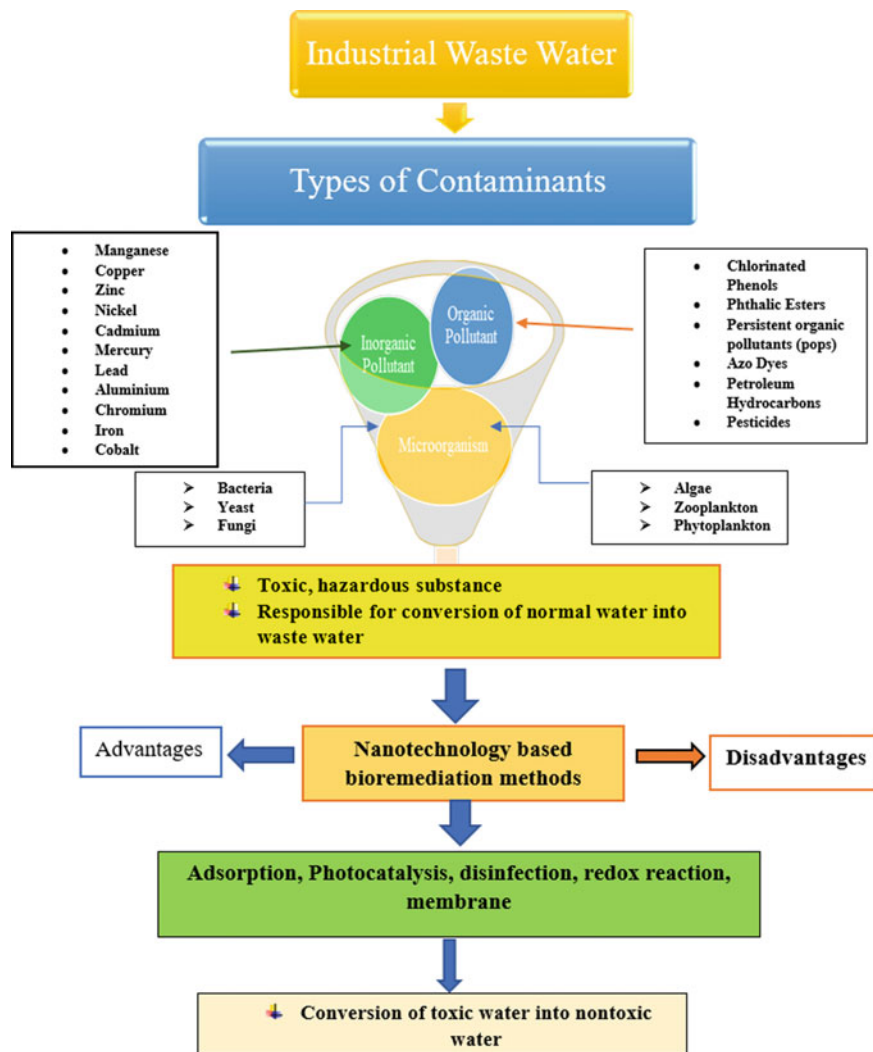 Industrial Waste Water
Types of Contaminants
• Manganese
• Copper
• Zinc
• Nickel
• Cadmium
• Mercury
• Lead
• Aluminium
• Chromium
• Iron
• Cobalt
Inorganic
Pollutant
Organic
Pollutant
Microorganism
• Chlorinated
Phenols
• Phthalic Esters
• Persistent organic
pollutants (pops)
• Azo Dyes
• Petroleum
Hydrocarbons
• Pesticides
➢ Bacteria
➢ Yeast
➢ Fungi
➢ Algae
➢ Zooplankton
➢ Phytoplankton
Toxic, hazardous substance
Responsible for conversion of normal water into
waste water
Advantages
Nanotechnology based
bioremediation methods
Disadvantages
Adsorption, Photocatalysis, disinfection, redox reaction,
membrane
Conversion of toxic water into nontoxic
water